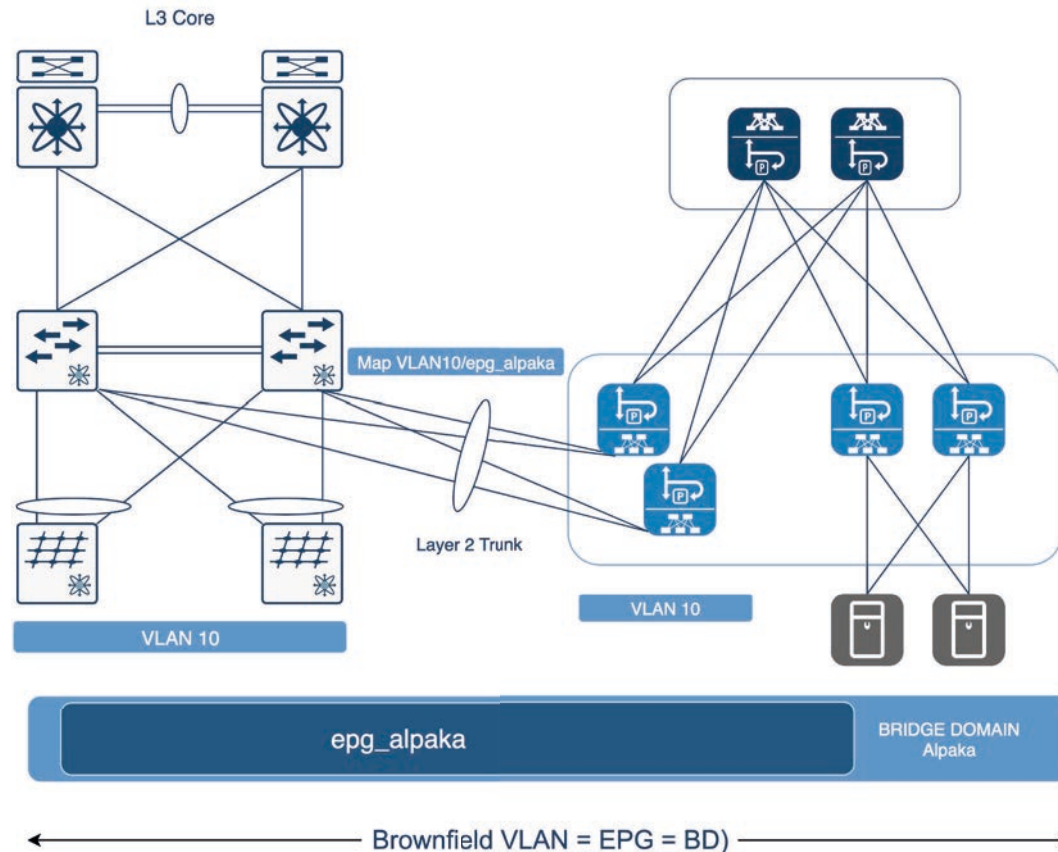 L3 Core
P
P
Map VLAN10/epg_alpaka
P
P
P
P
Layer 2 Trunk
VLAN 10
VLAN 10
epg_alpaka
BRIDGE DOMAIN
Alpaka
Brownfield VLAN = EPG = BD)